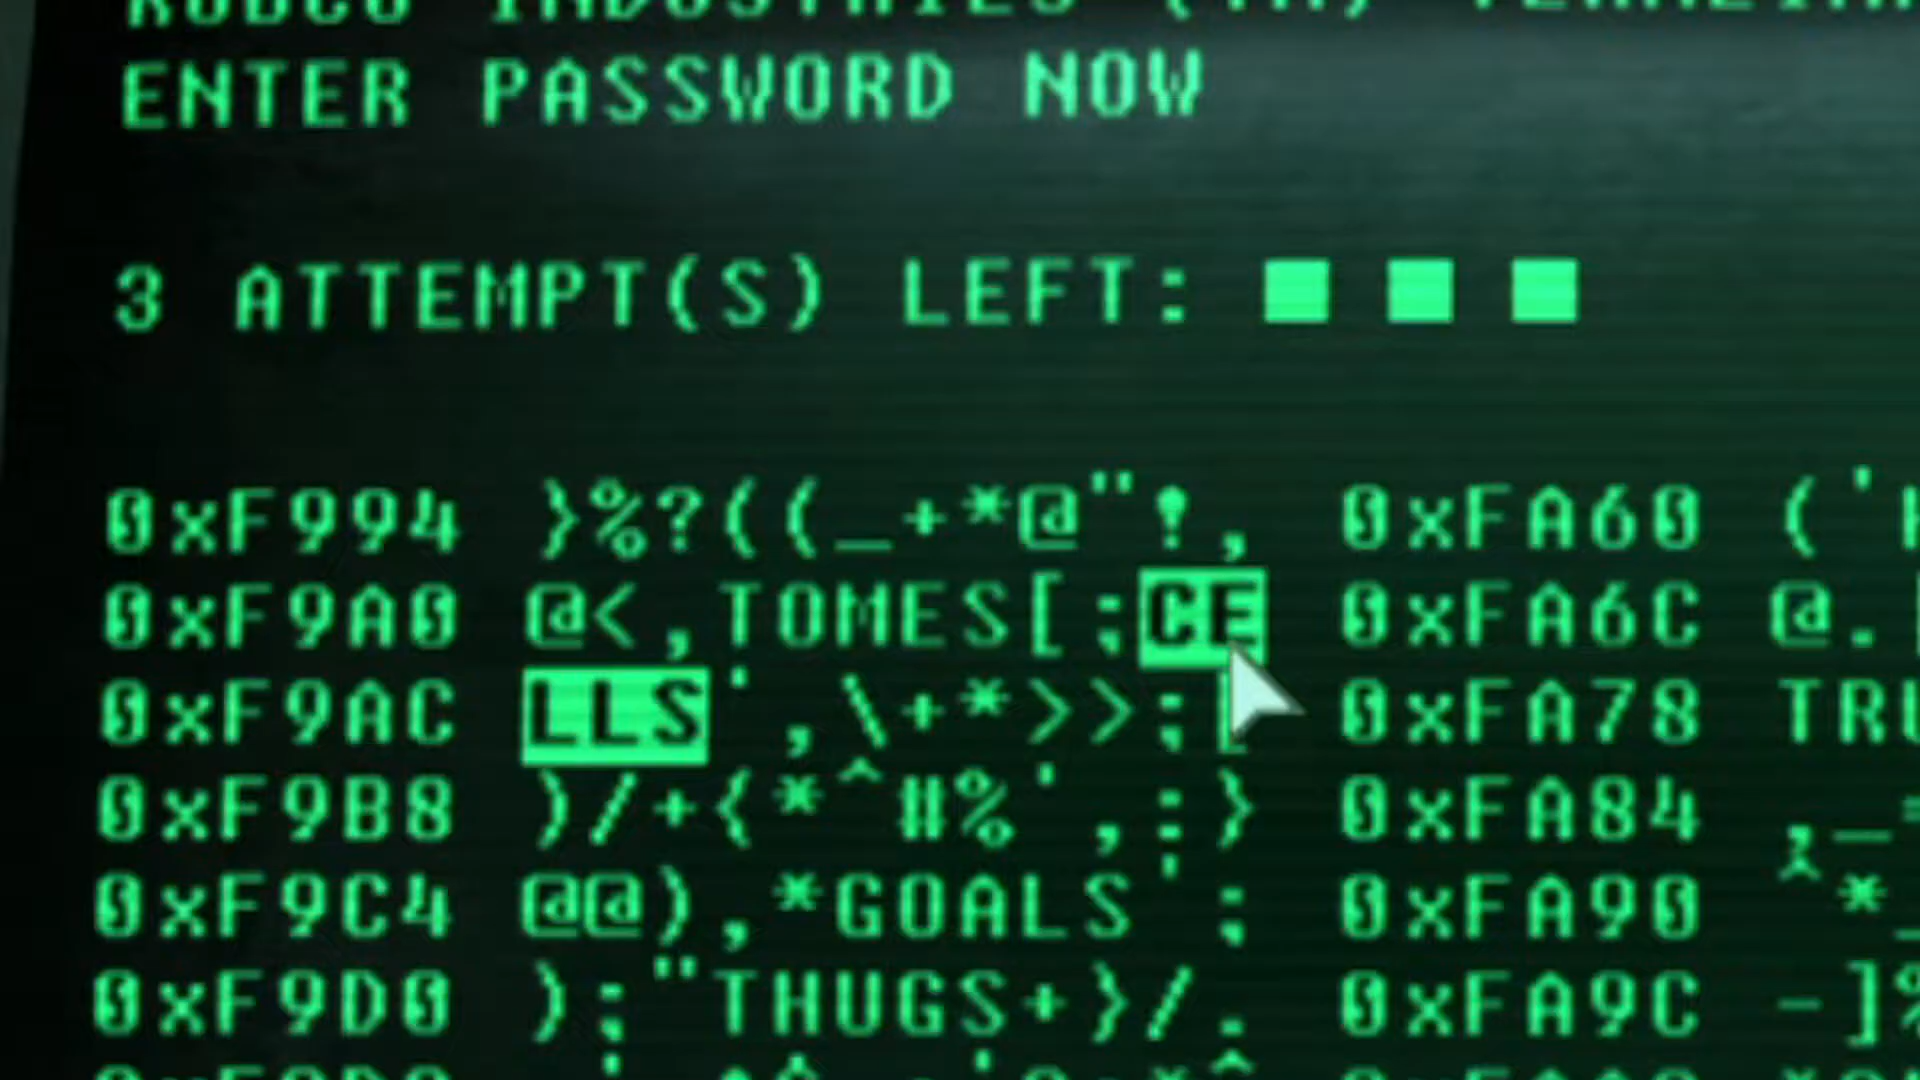 ENTER PASSWORD NOW
3 ATTEMPT(S) LEFT: ■ ■ ■
0xF994 }%?((_+*@"!, 0xFA60 ('
0xF9A0 @<,TOMES[;CE 0xFA6C @.
0xF9AC LLS',\+*>>; 0xFA78 TRU
0xF9B8 )/+{*^#%',:} 0xFA84 ,_
0xF9C4 @@),*GOALS'; 0xFA90 ^*_
0xF9D0 );"THUGS+}/. 0xFA9C -]%